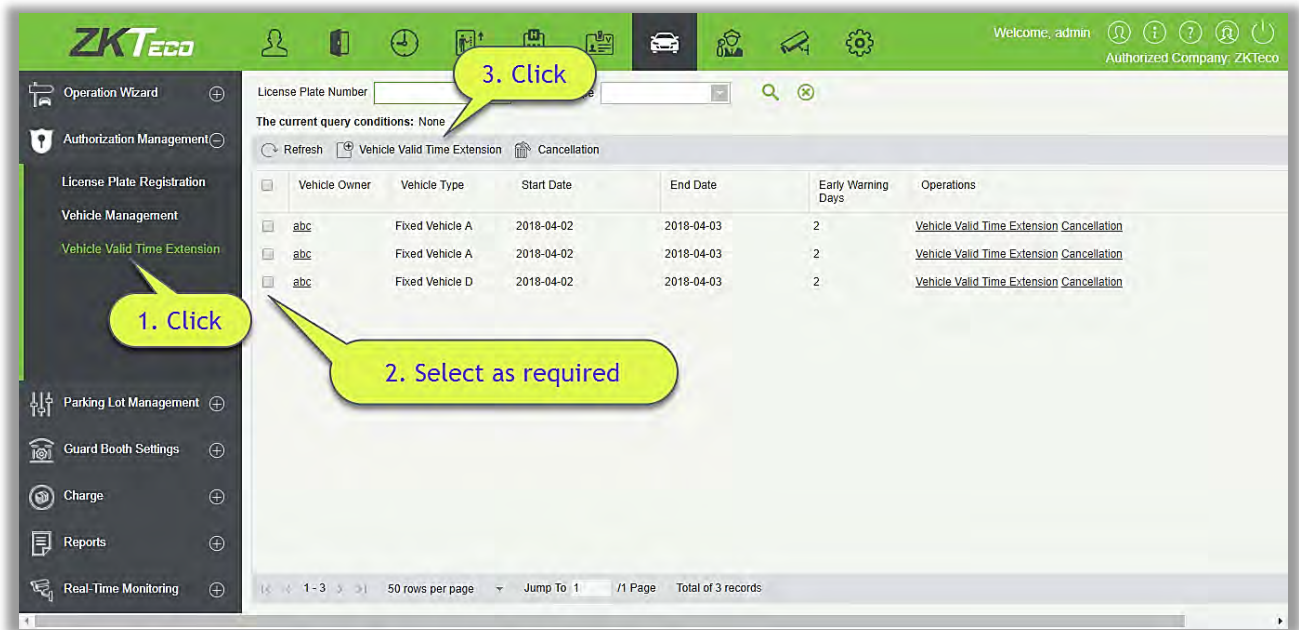 ZKTECO
Welcome, admin
Authorized Company: ZKTeco
3. Click
Operation Wizard
License Plate Number
The current query conditions: None
Authorization Management
Refresh Vehicle Valid Time Extension Cancellation
License Plate Registration
Vehicle Owner Vehicle Type Start Date End Date Early Warning Days Operations
Vehicle Management
abc Fixed Vehicle A 2018-04-02 2018-04-03 2 Vehicle Valid Time Extension Cancellation
Vehicle Valid Time Extension
abc Fixed Vehicle A 2018-04-02 2018-04-03 2 Vehicle Valid Time Extension Cancellation
abc Fixed Vehicle D 2018-04-02 2018-04-03 2 Vehicle Valid Time Extension Cancellation
1. Click
2. Select as required
Parking Lot Management
Guard Booth Settings
Charge
Reports
Real-Time Monitoring
1-3 50 rows per page Jump To 1 /1 Page Total of 3 records